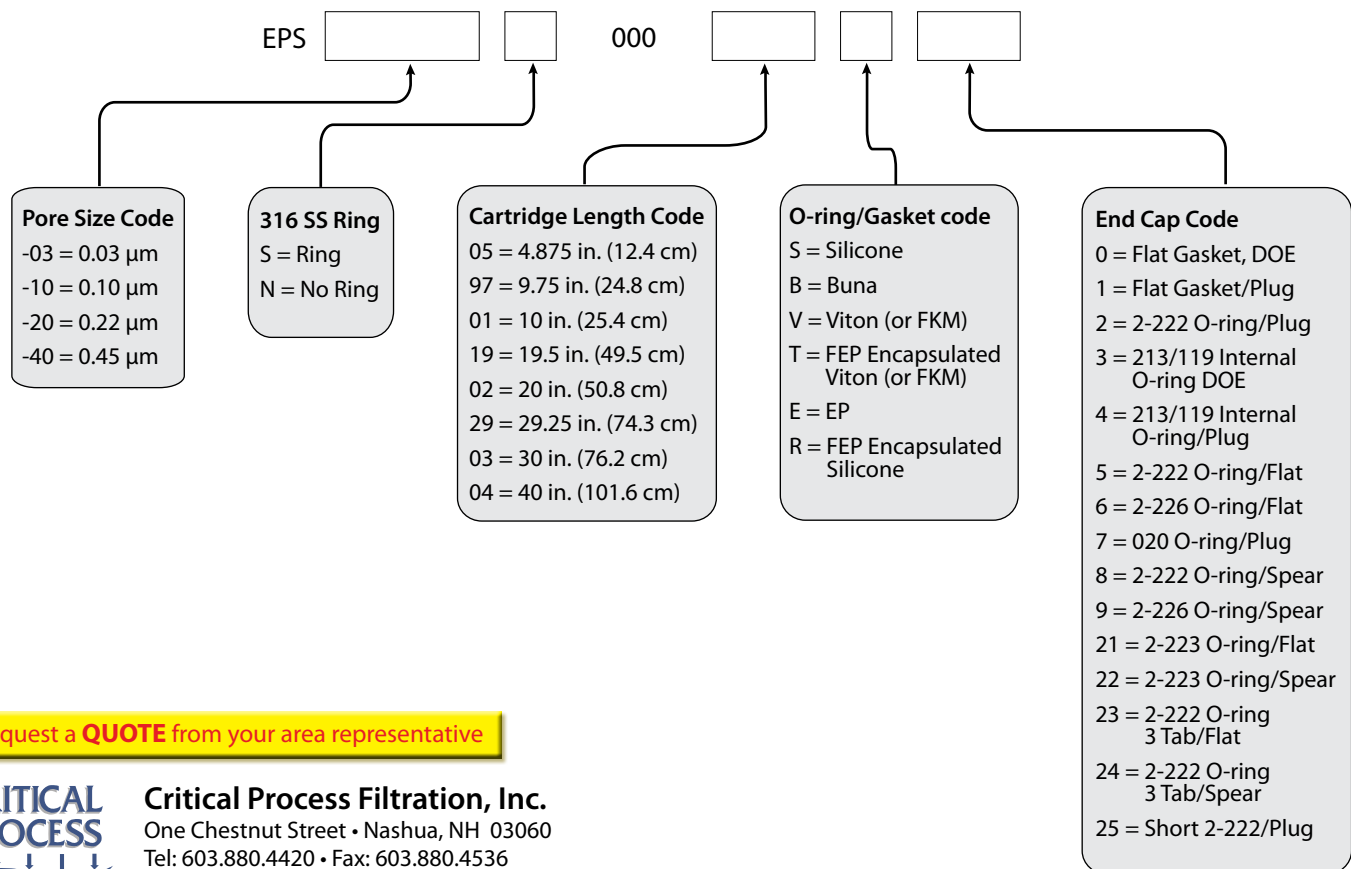 EPS 000
Pore Size Code
-03 = 0.03 µm
-10 = 0.10 µm
-20 = 0.22 µm
-40 = 0.45 µm
316 SS Ring
S = Ring
N = No Ring
Cartridge Length Code
05 = 4.875 in. (12.4 cm)
97 = 9.75 in. (24.8 cm)
01 = 10 in. (25.4 cm)
19 = 19.5 in. (49.5 cm)
02 = 20 in. (50.8 cm)
29 = 29.25 in. (74.3 cm)
03 = 30 in. (76.2 cm)
04 = 40 in. (101.6 cm)
O-ring/Gasket code
S = Silicone
B = Buna
V = Viton (or FKM)
T = FEP Encapsulated
Viton (or FKM)
E = EP
R = FEP Encapsulated
Silicone
End Cap Code
0 = Flat Gasket, DOE
1 = Flat Gasket/Plug
2 = 2-222 O-ring/Plug
3 = 213/119 Internal
O-ring DOE
4 = 213/119 Internal
O-ring/Plug
5 = 2-222 O-ring/Flat
6 = 2-226 O-ring/Flat
7 = 020 O-ring/Plug
8 = 2-222 O-ring/Spear
9 = 2-226 O-ring/Spear
21 = 2-223 O-ring/Flat
22 = 2-223 O-ring/Spear
23 = 2-222 O-ring
3 Tab/Flat
24 = 2-222 O-ring
3 Tab/Spear
25 = Short 2-222/Plug
quest a QUOTE from your area representative
RITICAL
OCESS
Critical Process Filtration, Inc.
One Chestnut Street • Nashua, NH 03060
Tel: 603.880.4420 • Fax: 603.880.4536